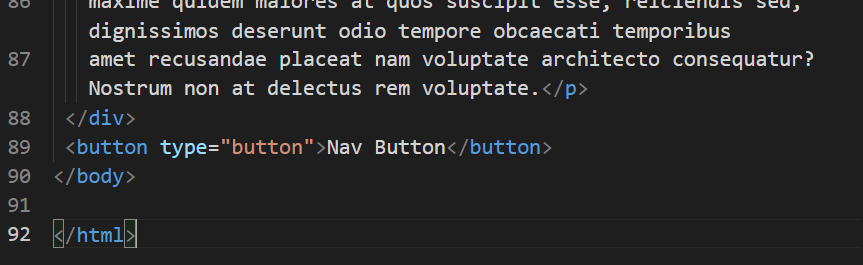 86 maxime quidem maiores at quos suscipit esse, reiciendis sed,
dignissimos deserunt odio tempore obcaecati temporibus
87 amet recusandae placeat nam voluptate architecto consequatur?
Nostrum non at delectus rem voluptate.</p>
88 </div>
89 <button type="button">Nav Button</button>
90 </body>
91
92 </html>